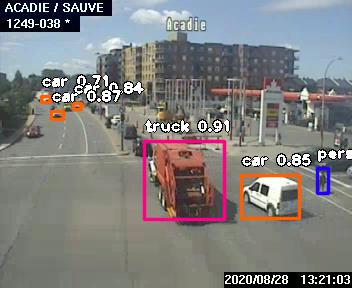 ACADIE / SAUVE
1249-038 *
Acadie
car 0.71
car 0.84
car 0.87
truck 0.91
car 0.85
pers
2020/08/28 13:21:03